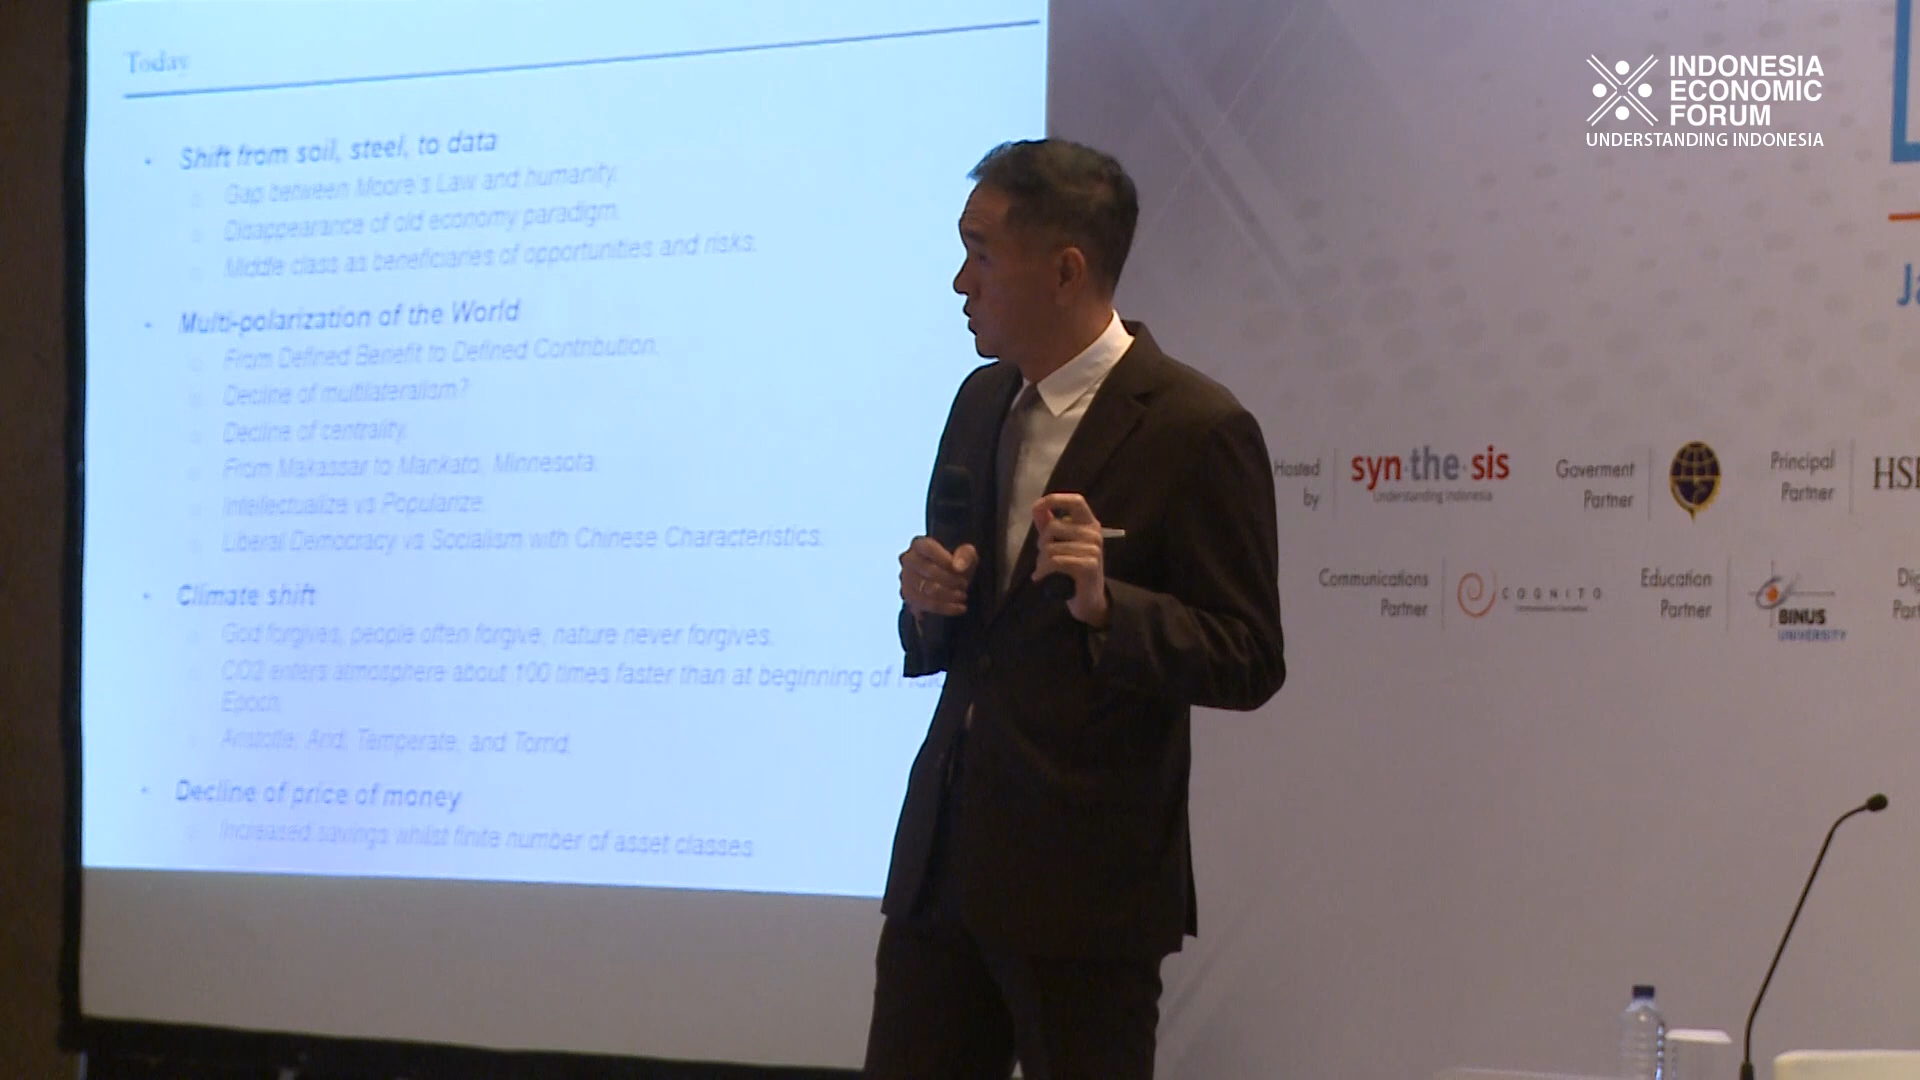 Today
• Shift from soil, steel, to data
Gap between Moore's Law and humanity.
Disappearance of old economy paradigm.
Middle class as beneficiaries of opportunities and risks.
• Multi-polarization of the World
From Defined Benefit to Defined Contribution.
Decline of multilateralism?
Decline of centrality.
From Makassar to Mankato, Minnesota.
Intellectualize vs Popularize.
Liberal Democracy vs Socialism with Chinese Characteristics.
• Climate shift
God forgives, people often forgive, nature never forgives.
CO2 enters atmosphere about 100 times faster than at beginning of
Epoch.
Aristotle; Arid, Temperate, and Torrid.
• Decline of price of money
Increased savings whilst finite number of asset classes.
INDONESIA
ECONOMIC
FORUM
UNDERSTANDING INDONESIA
Hosted
by
syn·the·sis
Understanding Indonesia
Goverment
Partner
Principal
Partner
HS
Communications
Partner
COGNITO
Education
Partner
BINUS
UNIVERSITY